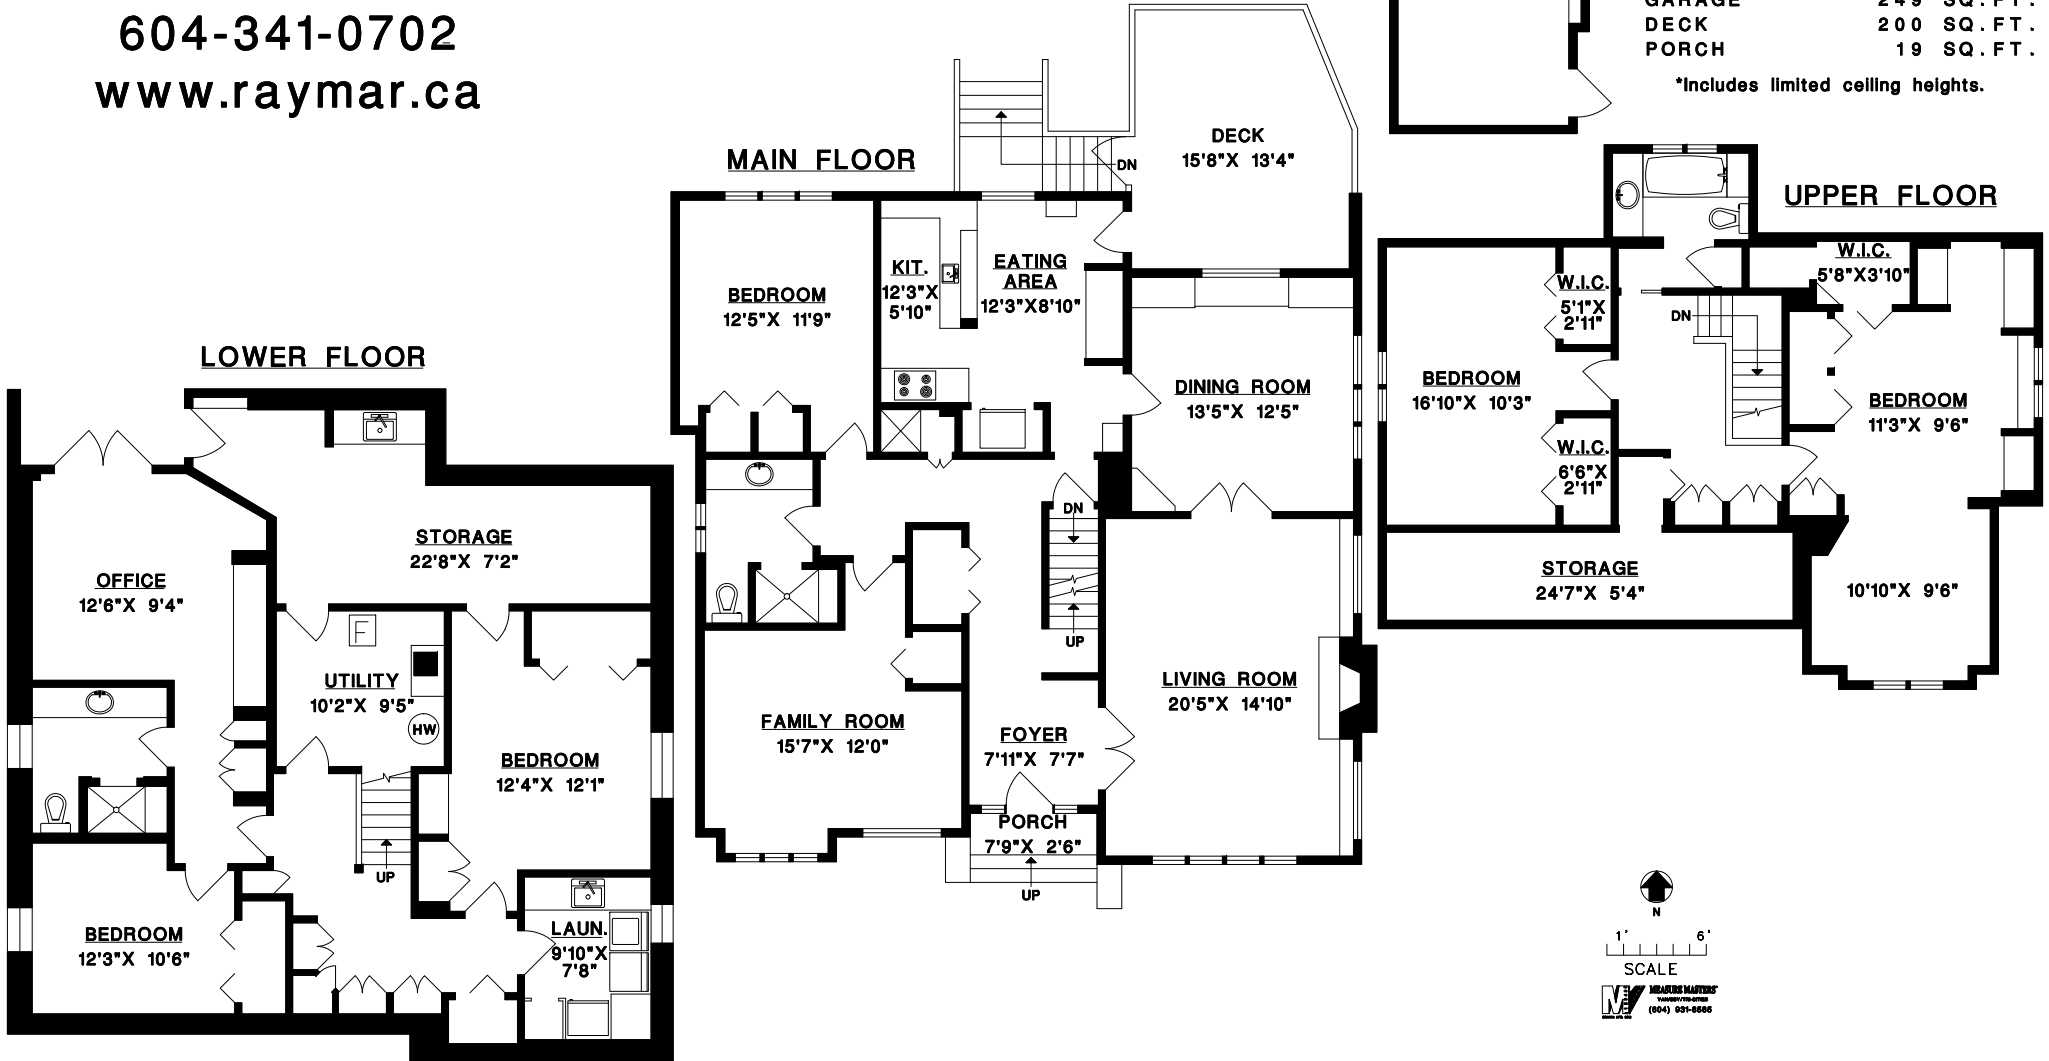 604-341-0702
www.raymar.ca
GARAGE 249 SQ.FT.
DECK 200 SQ.FT.
PORCH 19 SQ.FT.
*Includes limited ceiling heights.
LOWER FLOOR
STORAGE
22'8"X 7'2"
OFFICE
12'6"X 9'4"
F
UTILITY
10'2"X 9'5"
HW
BEDROOM
12'4"X 12'1"
UP
BEDROOM
12'3"X 10'6"
LAUN.
9'10"X
7'8"
MAIN FLOOR
DECK
15'8"X 13'4"
DN
BEDROOM
12'5"X 11'9"
KIT.
12'3"X
5'10"
EATING
AREA
12'3"X8'10"
DINING ROOM
13'5"X 12'5"
DN
UP
LIVING ROOM
20'5"X 14'10"
FAMILY ROOM
15'7"X 12'0"
FOYER
7'11"X 7'7"
PORCH
7'9"X 2'6"
UP
UPPER FLOOR
W.I.C.
5'8"X3'10"
W.I.C.
5'1"X
2'11"
DN
BEDROOM
16'10"X 10'3"
BEDROOM
11'3"X 9'6"
W.I.C.
6'6"X
2'11"
STORAGE
24'7"X 5'4"
10'10"X 9'6"
N
1' 6'
SCALE
MEASURE MASTERS